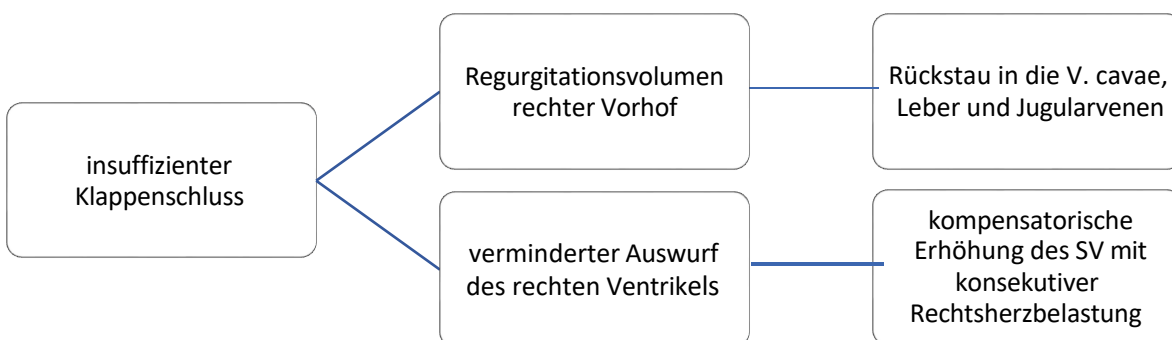 insuffizienter
Klappenschluss
Regurgitationsvolumen
rechter Vorhof
Rückstau in die V. cavae,
Leber und Jugularvenen
verminderter Auswurf
des rechten Ventrikels
kompensatorische
Erhöhung des SV mit
konsekutiver
Rechtsherzbelastung